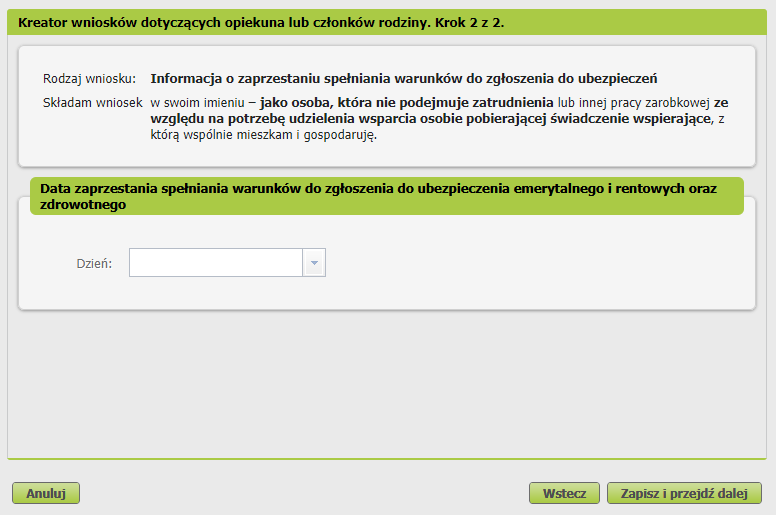 Kreator wniosków dotyczących opiekuna lub członków rodziny. Krok 2 z 2.
Rodzaj wniosku: Informacja o zaprzestaniu spełniania warunków do zgłoszenia do ubezpieczeń
Składam wniosek w swoim imieniu – jako osoba, która nie podejmuje zatrudnienia lub innej pracy zarobkowej ze
względu na potrzebę udzielenia wsparcia osobie pobierającej świadczenie wspierające, z
którą wspólnie mieszkam i gospodaruję.
Data zaprzestania spełniania warunków do zgłoszenia do ubezpieczenia emerytalnego i rentowych oraz
zdrowotnego
Dzień:
Anuluj Wstecz Zapisz i przejdź dalej